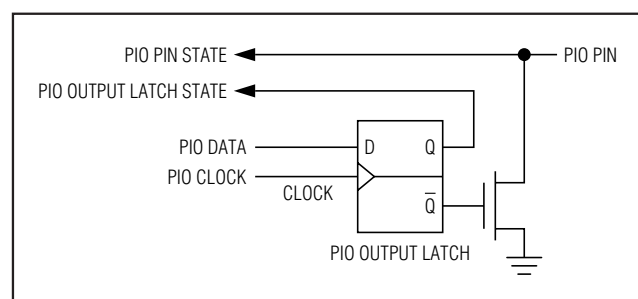 PIO PIN STATE
PIO PIN
PIO OUTPUT LATCH STATE
PIO DATA
D
Q
PIO CLOCK
CLOCK
Q̅
PIO OUTPUT LATCH